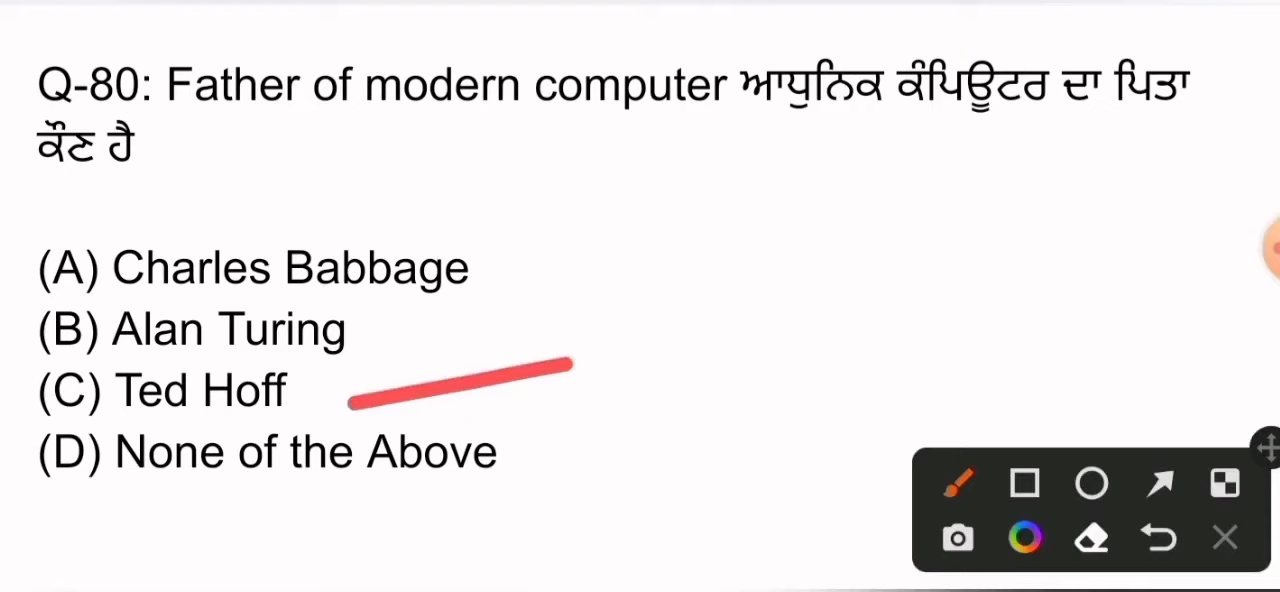 Q-80: Father of modern computer ਆਧੁਨਿਕ ਕੰਪਿਊਟਰ ਦਾ ਪਿਤਾ
ਕੌਣ ਹੈ
(A) Charles Babbage
(B) Alan Turing
(C) Ted Hoff
(D) None of the Above